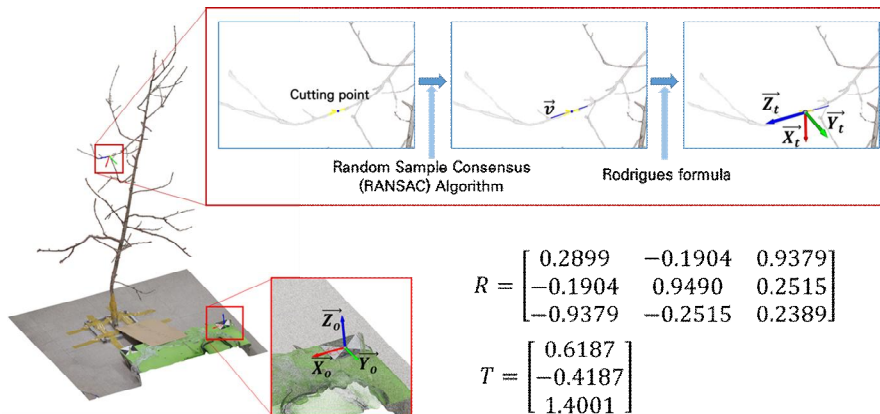 Cutting point
v⃗
Z⃗ₜ
Y⃗ₜ
X⃗ₜ
Random Sample Consensus
(RANSAC) Algorithm
Rodrigues formula
Z⃗ₒ
X⃗ₒ
Y⃗ₒ
R = [0.2899 −0.1904 0.9379
−0.1904 0.9490 0.2515
−0.9379 −0.2515 0.2389]
T = [0.6187
−0.4187
1.4001]